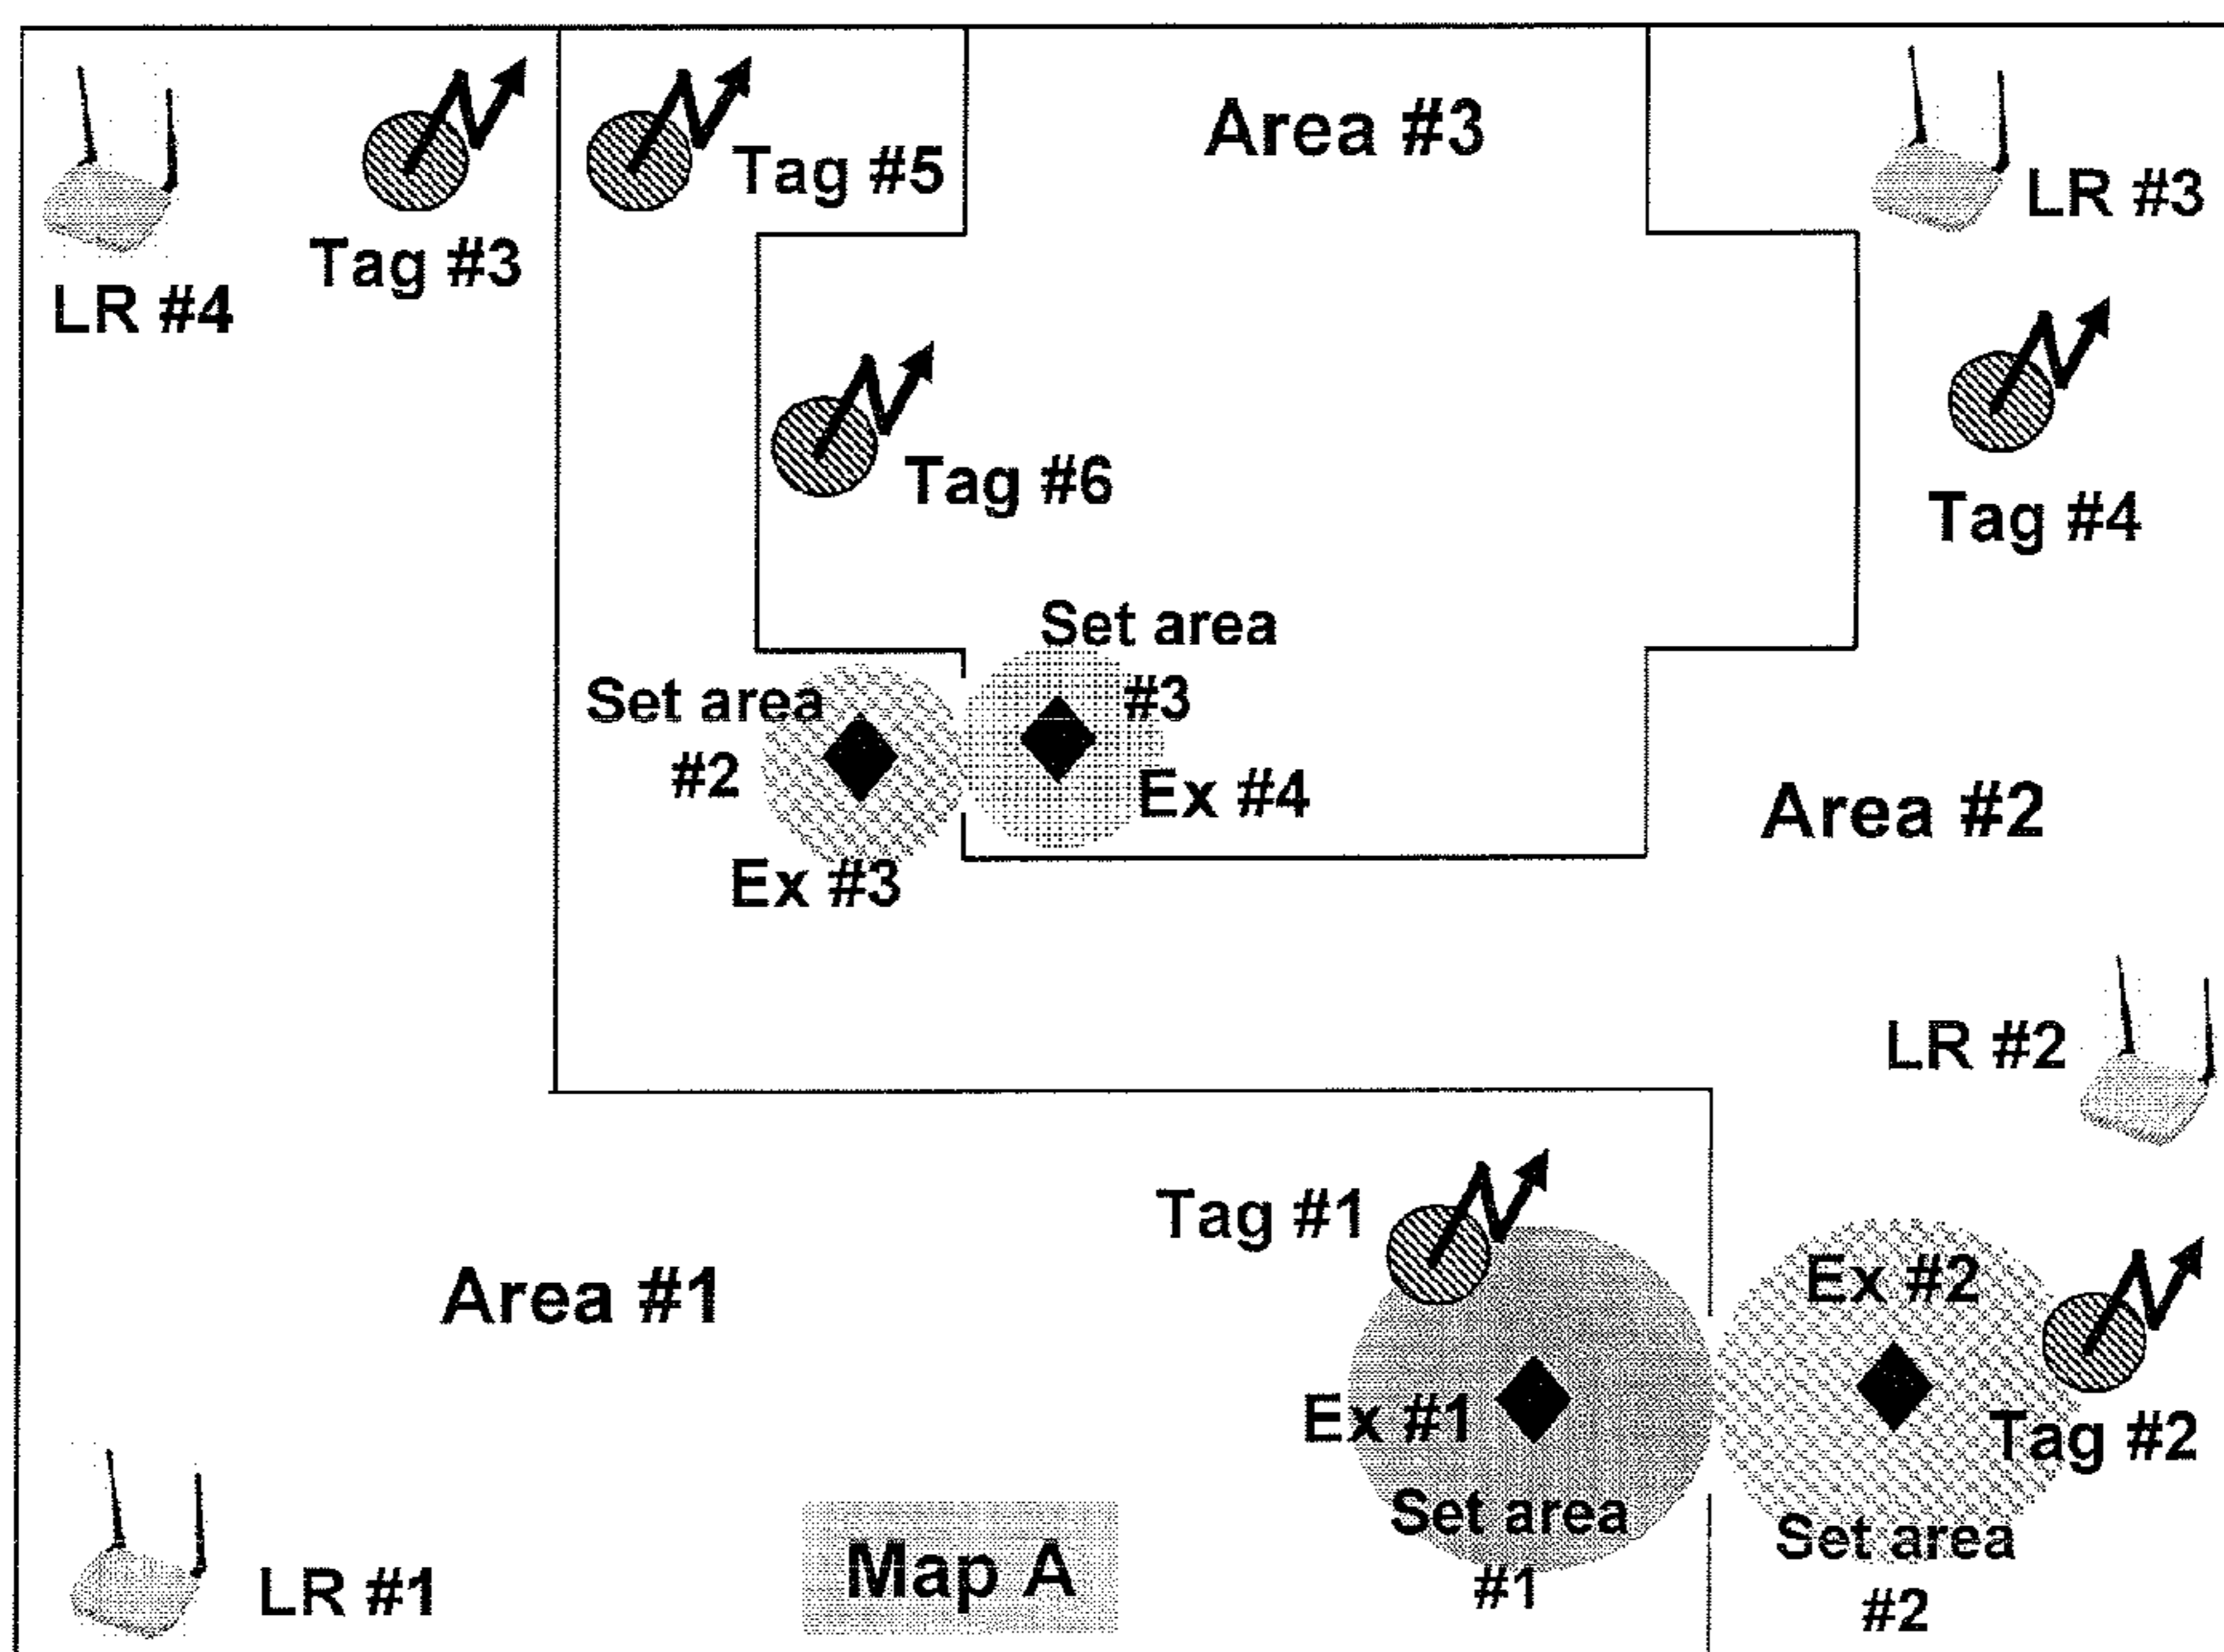 Area #3
Tag #5
LR #3
Tag #3
LR #4
Tag #6
Tag #4
Set area
#3
Set area
#2
Ex #4
Ex #3
Area #2
LR #2
Tag #1
Area #1
Ex #2
Ex #1
Tag #2
Set area
#1
Set area
#2
Map A
LR #1